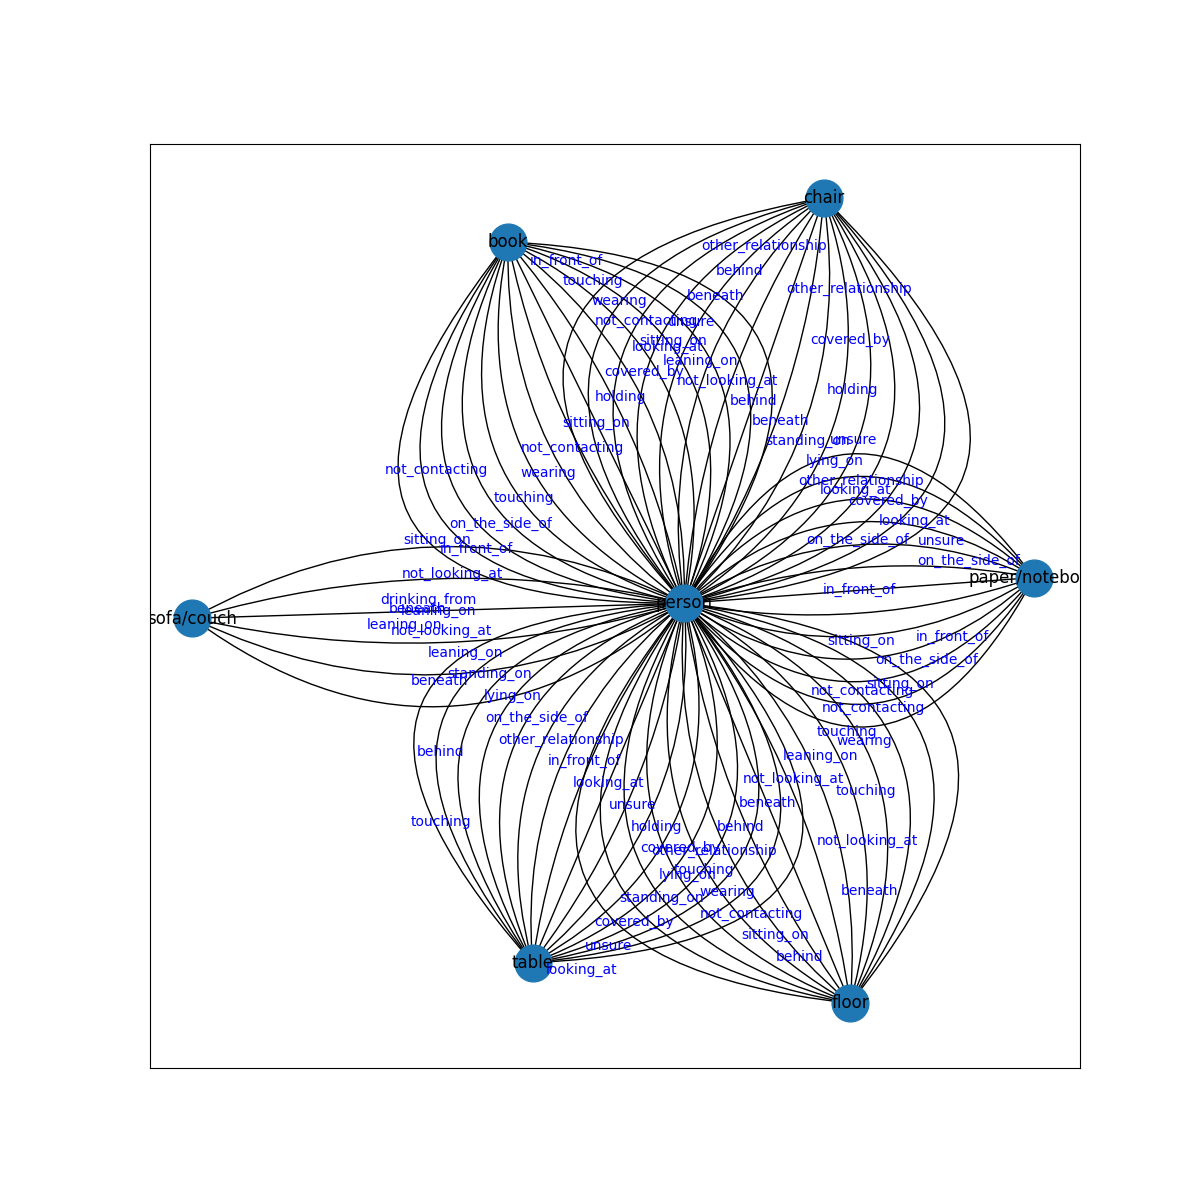 chair
book
other_relationship
in_front_of
behind
touching
other_relationship
beneath
wearing
not_contacting
unsure
covered_by
sitting_on
looking_at
leaning_on
covered_by
not_looking_at
holding
holding
behind
beneath
sitting_on
standing_on
unsure
not_contacting
lying_on
not_contacting
wearing
other_relationship
looking_at
touching
covered_by
looking_at
on_the_side_of
sitting_on
on_the_side_of
unsure
in_front_of
on_the_side_of
not_looking_at
paper/notebo
in_front_of
drinking_from
person
beneath
leaning_on
sofa/couch
leaning_on
not_looking_at
in_front_of
sitting_on
leaning_on
on_the_side_of
standing_on
beneath
sitting_on
not_contacting
lying_on
not_contacting
on_the_side_of
touching
other_relationship
wearing
behind
leaning_on
in_front_of
not_looking_at
looking_at
touching
beneath
unsure
touching
holding
behind
not_looking_at
covered_by
other_relationship
touching
lying_on
wearing
beneath
standing_on
not_contacting
covered_by
sitting_on
unsure
behind
table
looking_at
floor